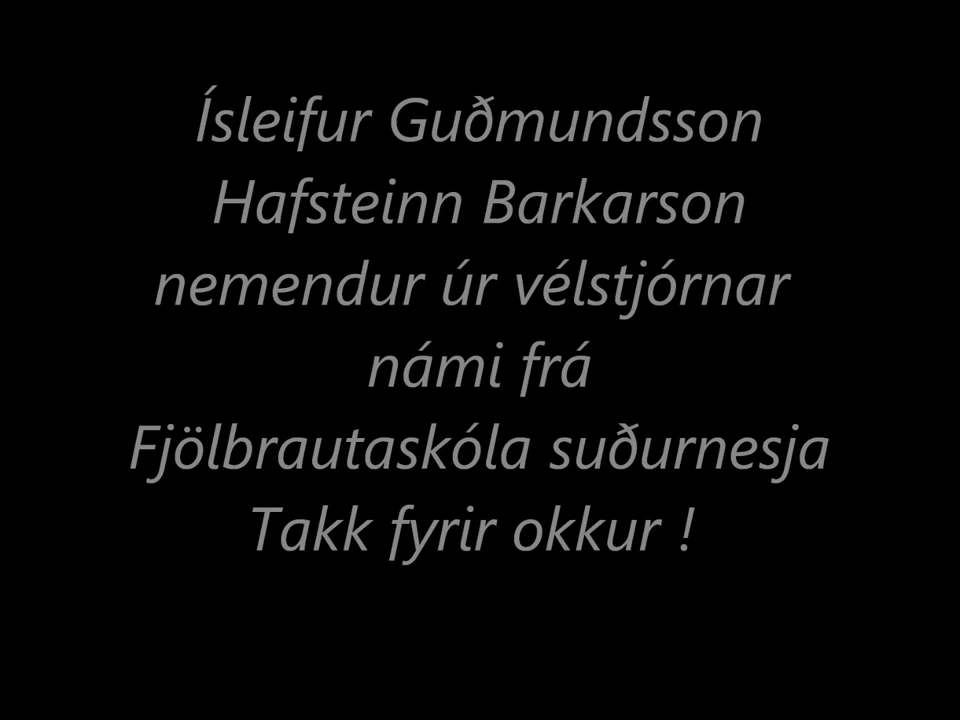 Ísleifur Guðmundsson
Hafsteinn Barkarson
nemendur úr vélstjórnar
námi frá
Fjölbrautaskóla suðurnesja
Takk fyrir okkur !